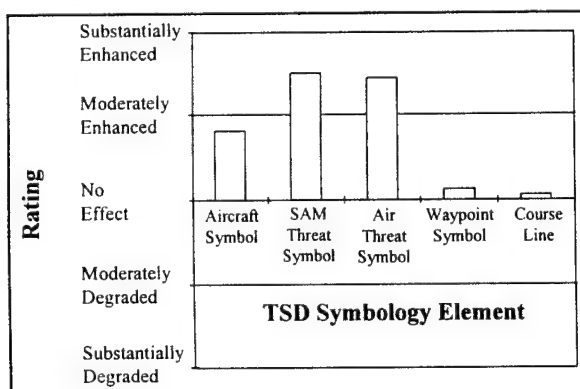 Substantially
Enhanced
Moderately
Enhanced
No
Effect
Moderately
Degraded
Substantially
Degraded
Rating
Aircraft
Symbol
SAM
Threat
Symbol
Air
Threat
Symbol
Waypoint
Symbol
Course
Line
TSD Symbology Element